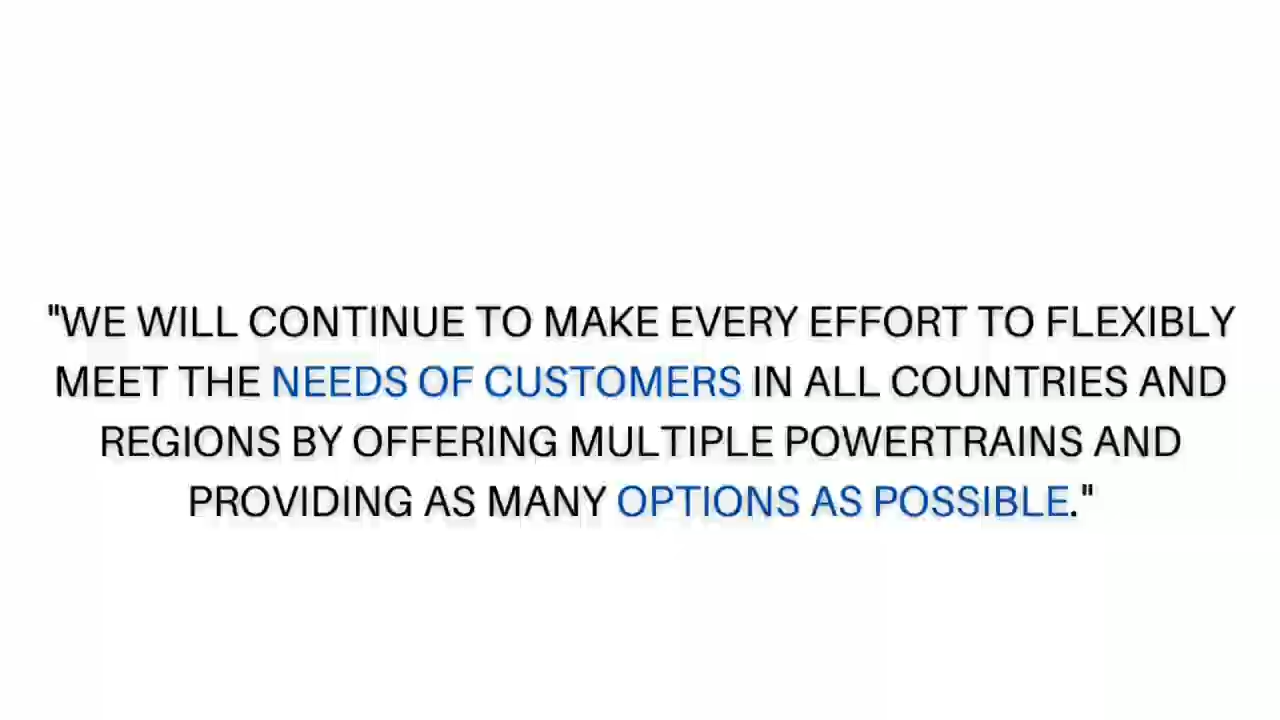 "WE WILL CONTINUE TO MAKE EVERY EFFORT TO FLEXIBLY
MEET THE NEEDS OF CUSTOMERS IN ALL COUNTRIES AND
REGIONS BY OFFERING MULTIPLE POWERTRAINS AND
PROVIDING AS MANY OPTIONS AS POSSIBLE."